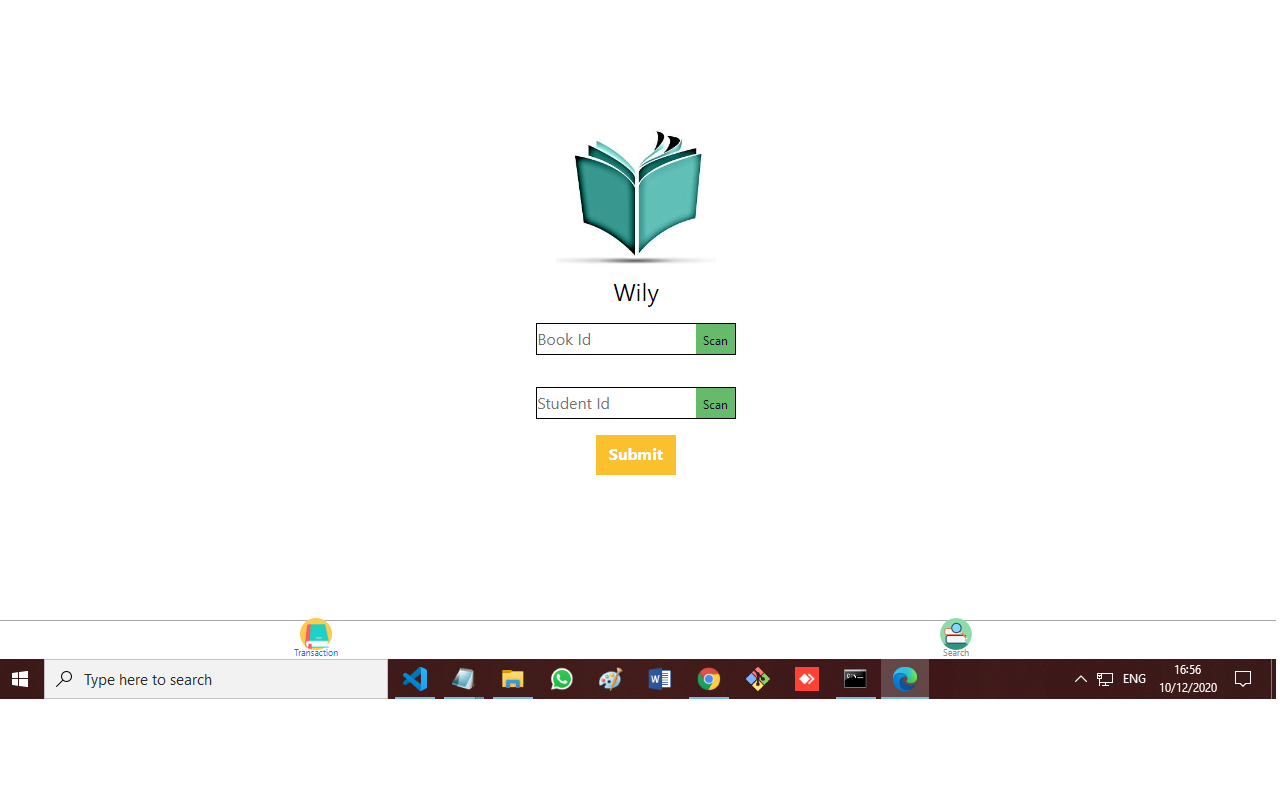 Wily
Book Id Scan
Student Id Scan
Submit
Transaction Search
Type here to search ENG 16:56
10/12/2020